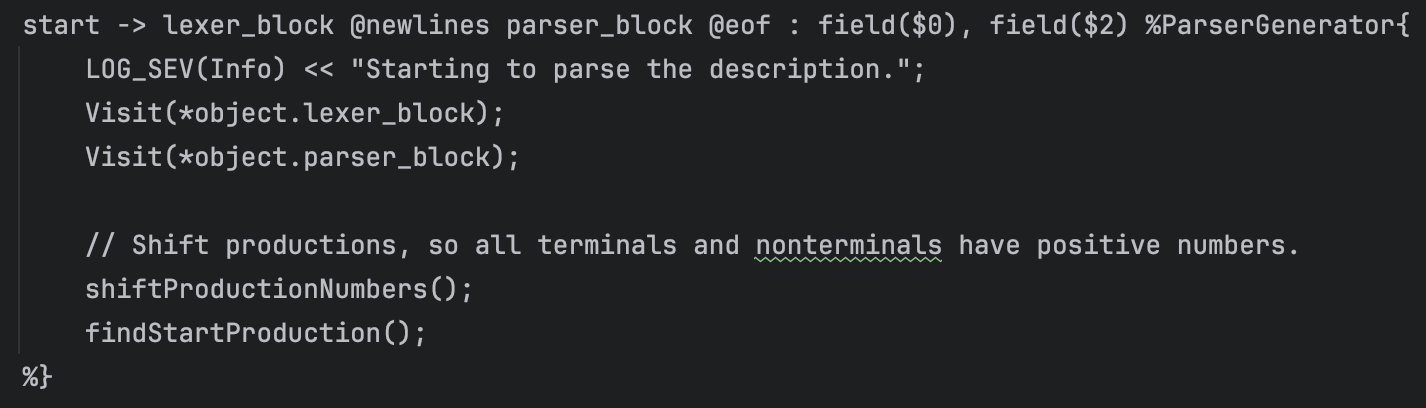 start -> lexer_block @newlines parser_block @eof : field($0), field($2) %ParserGenerator{
    LOG_SEV(Info) << "Starting to parse the description.";
    Visit(*object.lexer_block);
    Visit(*object.parser_block);

    // Shift productions, so all terminals and nonterminals have positive numbers.
    shiftProductionNumbers();
    findStartProduction();
%}